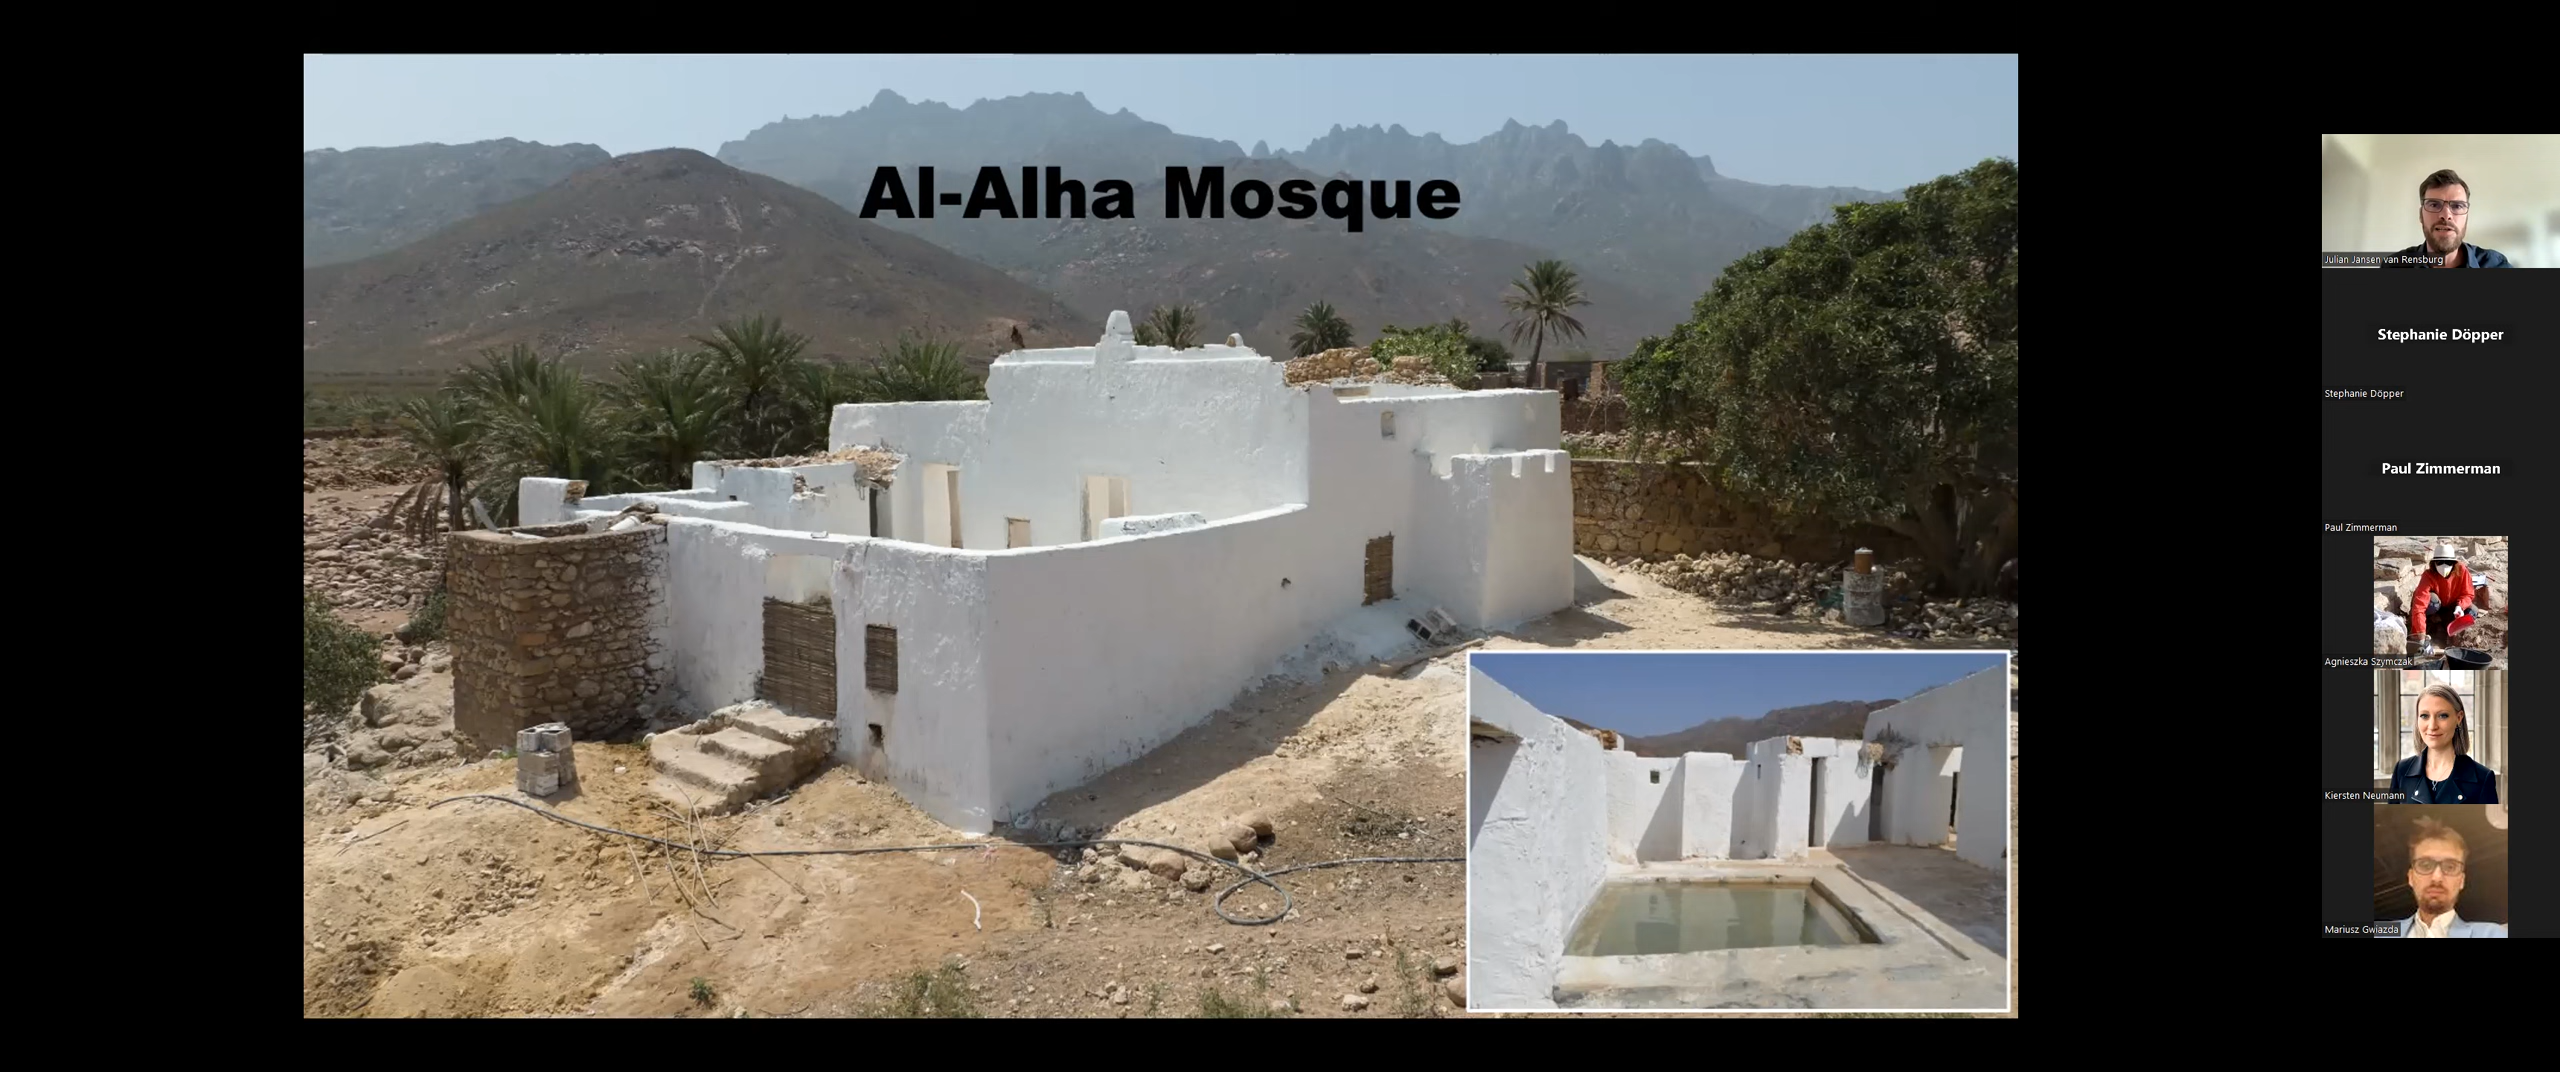 Al-Alha Mosque
Julian Jansen van Rensburg
Stephanie Döpper
Stephanie Döpper
Paul Zimmerman
Paul Zimmerman
Agnieszka Szymczak
Kiersten Neumann
Mariusz Gwiazda